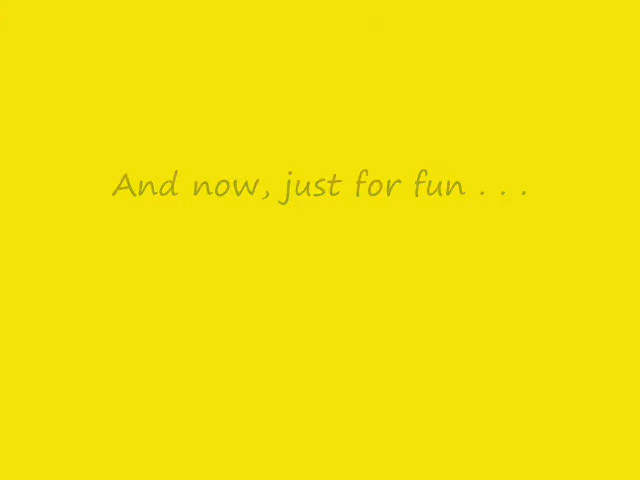 And now, just for fun . . .